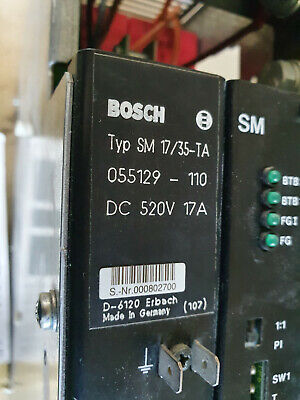 BOSCH
Typ SM 17/35-TA
055129 - 110
DC 520V 17A
S.-Nr.000802700
D-6120 Erbach
Made in Germany (107)
SM
BTB
BTB
FG I
FG
1:1
PI
SW1
T